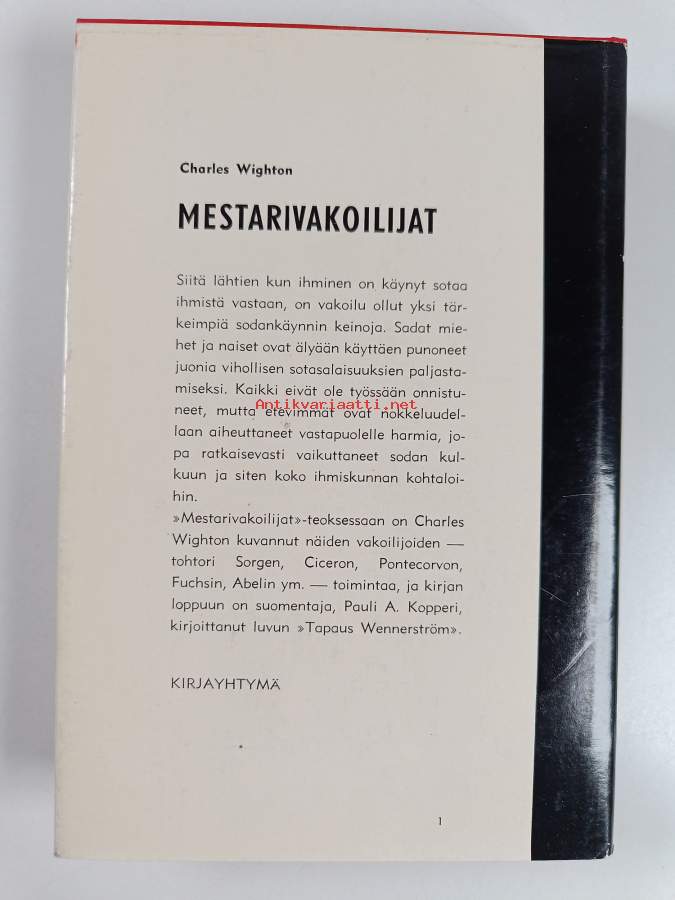 Charles Wighton
MESTARIVAKOILIJAT
Siitä lähtien kun ihminen on käynyt sotaa
ihmistä vastaan, on vakoilu ollut yksi tär-
keimpiä sodankäynnin keinoja. Sadat mie-
het ja naiset ovat älyään käyttäen punoneet
juonia vihollisen sotasalaisuuksien paljasta-
miseksi. Kaikki eivät ole työssään onnistu-
Antikvariaatti.net
neet, mutta etevimmät ovat nokkeluudel-
laan aiheuttaneet vastapuolelle harmia, jo-
pa ratkaisevasti vaikuttaneet sodan kul-
kuun ja siten koko ihmiskunnan kohtaloi-
hin.
»Mestarivakoilijat»-teoksessaan on Charles
Wighton kuvannut näiden vakoilijoiden —
tohtori Sorgen, Ciceron, Pontecorvon,
Fuchsin, Abelin ym. — toimintaa, ja kirjan
loppuun on suomentaja, Pauli A. Kopperi,
kirjoittanut luvun »Tapaus Wennerström».
KIRJAYHTYMÄ
1